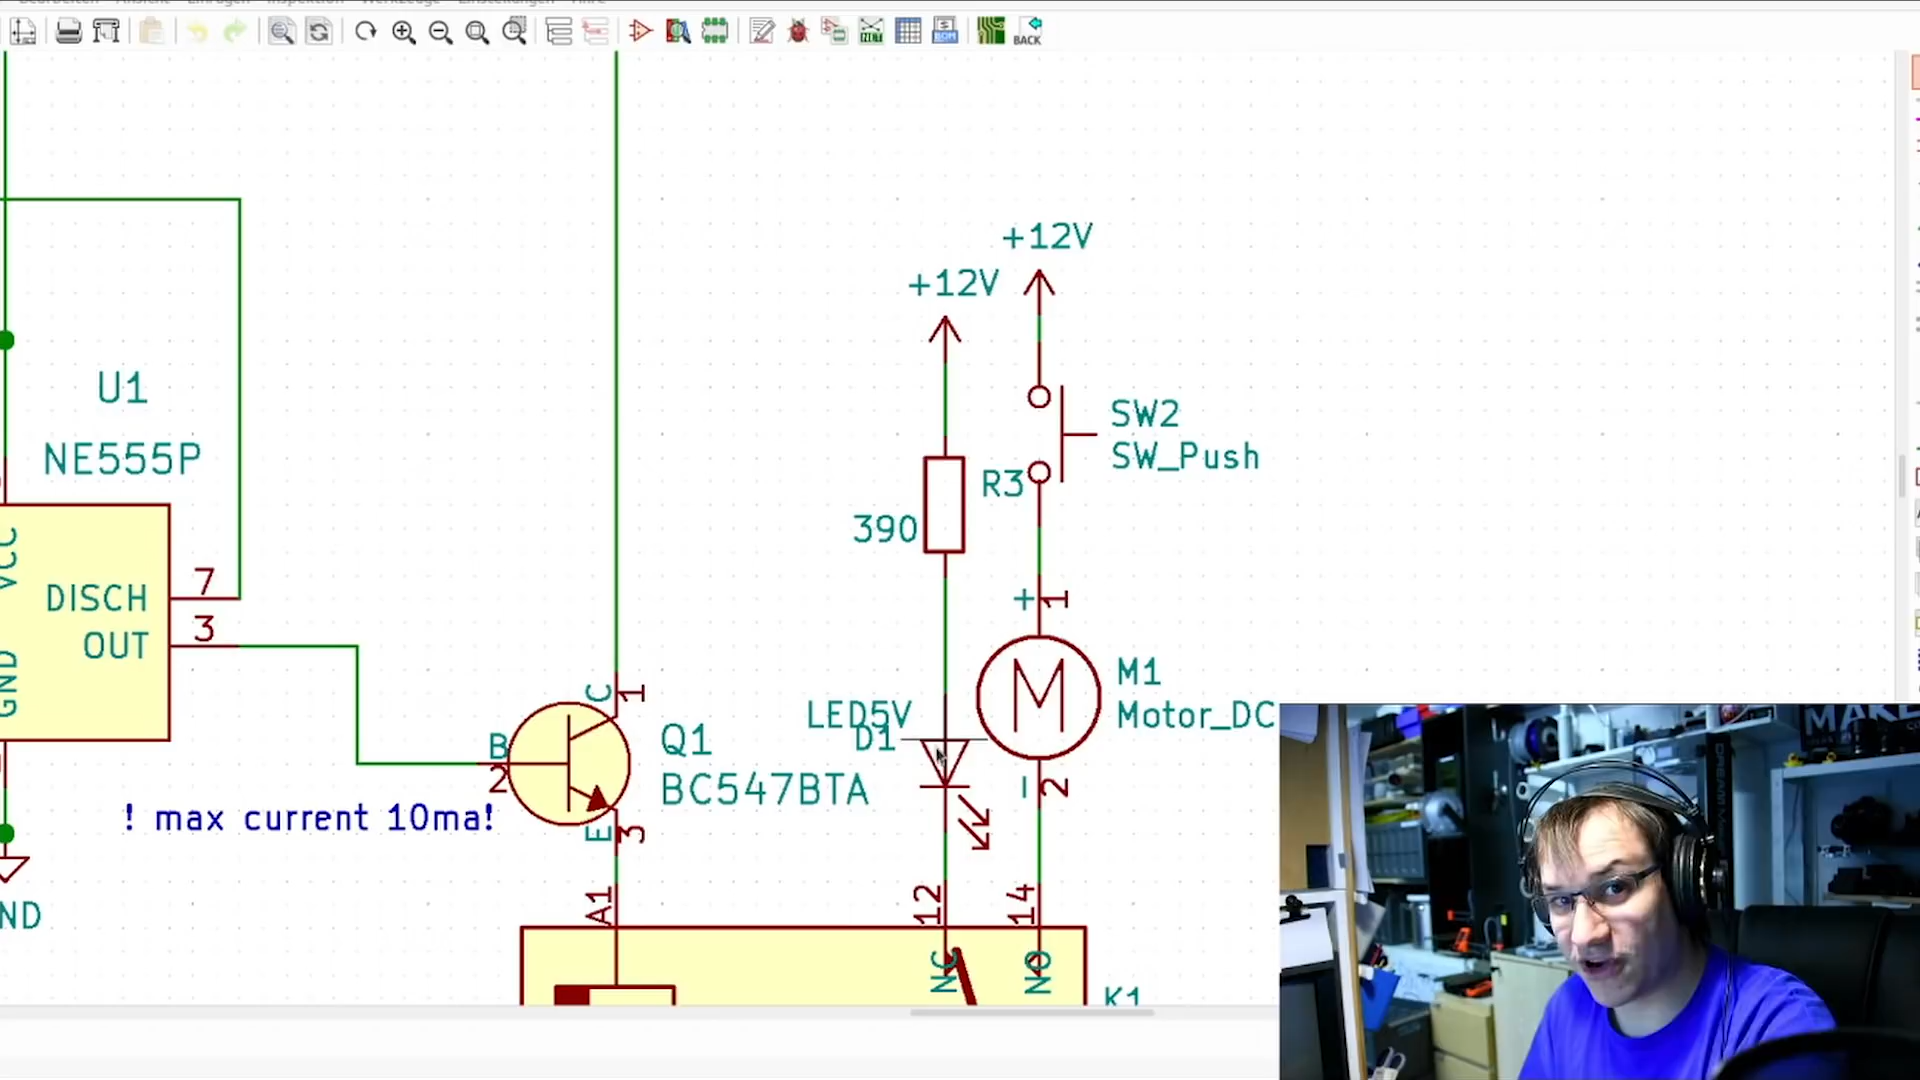 BACK
+12V
+12V
U1
NE555P
SW2
SW_Push
R3
390
VCC
DISCH
7
OUT
3
GND
+
1
M1
Motor_DC
LED5V
D1
C
1
B
2
Q1
BC547BTA
! max current 10ma!
E
3
–
2
A1
12
14
ND
NC
NO
K1
MAKE